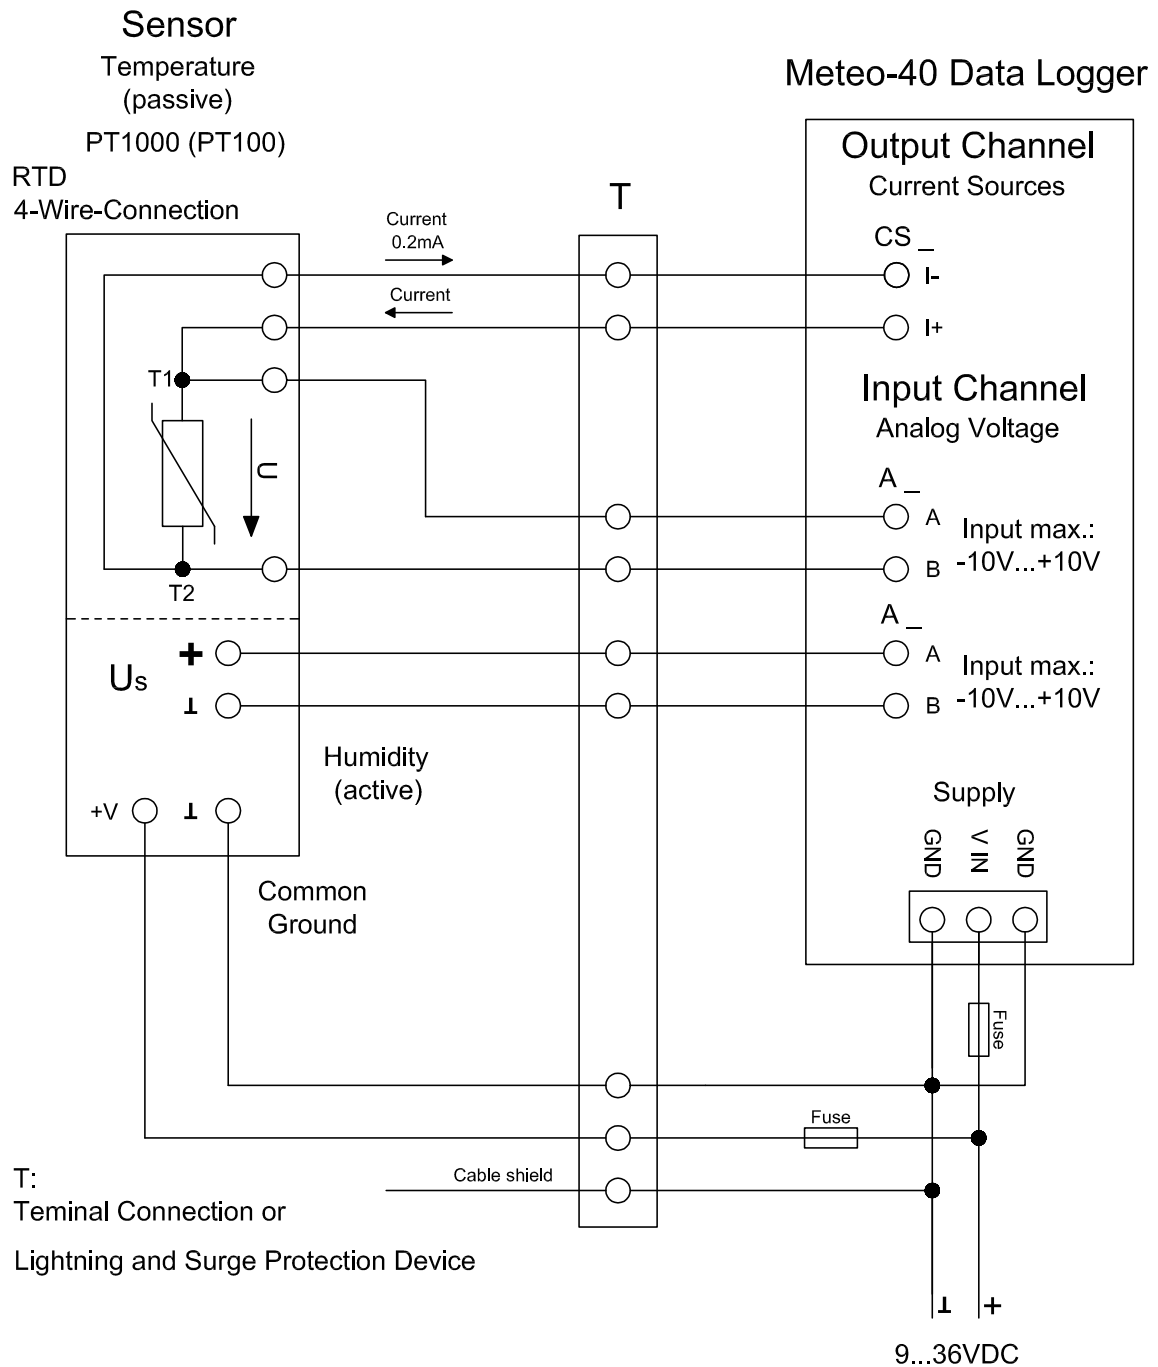 Sensor
Temperature
(passive)
PT1000 (PT100)
RTD
4-Wire-Connection
Meteo-40 Data Logger
Output Channel
Current Sources
T
Current
0.2mA
CS _
I-
Current
I+
T1
Input Channel
Analog Voltage
U
A _
A
Input max.:
-10V...+10V
B
T2
A _
+
A
Input max.:
-10V...+10V
Us
⊥
B
Humidity
(active)
+V
⊥
Supply
GND
V IN
GND
Common
Ground
Fuse
Fuse
Cable shield
T:
Teminal Connection or
Lightning and Surge Protection Device
⊥
+
9...36VDC